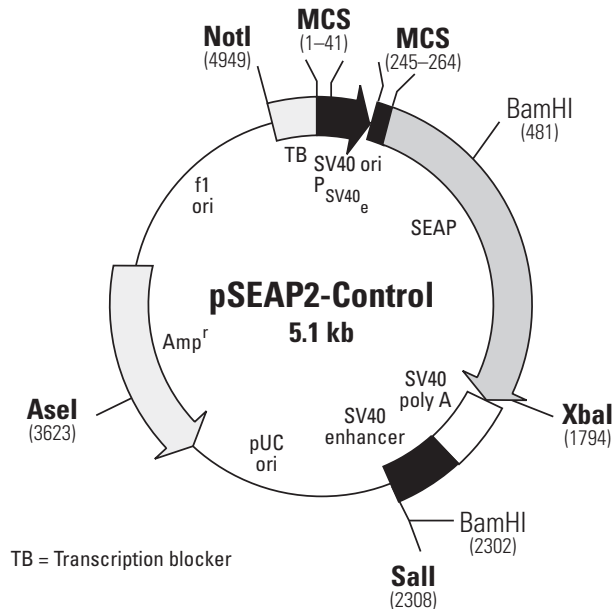 MCS
(1–41)
MCS
(245–264)
NotI
(4949)
BamHI
(481)
TB
SV40 ori
PSV40e
f1
ori
SEAP
pSEAP2-Control
5.1 kb
Ampr
SV40
poly A
XbaI
(1794)
AseI
(3623)
SV40
enhancer
pUC
ori
BamHI
(2302)
SalI
(2308)
TB = Transcription blocker